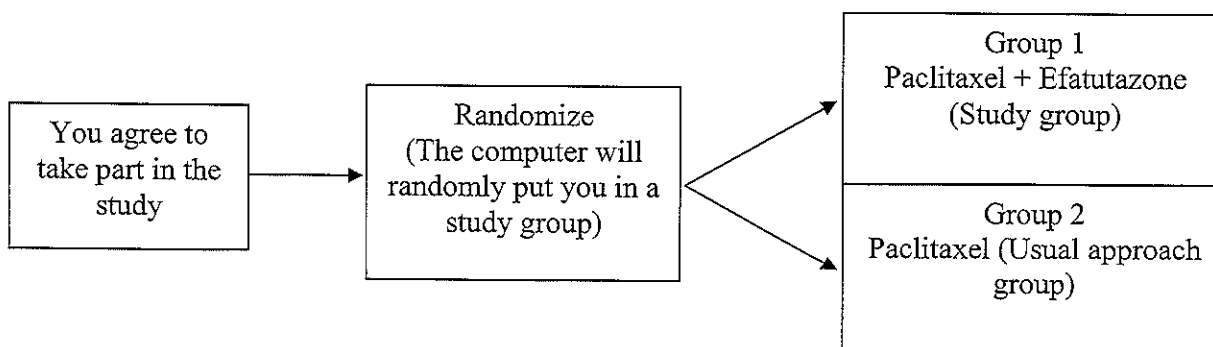 You agree to
take part in the
study
Randomize
(The computer will
randomly put you in a
study group)
Group 1
Paclitaxel + Efatutazone
(Study group)
Group 2
Paclitaxel (Usual approach
group)